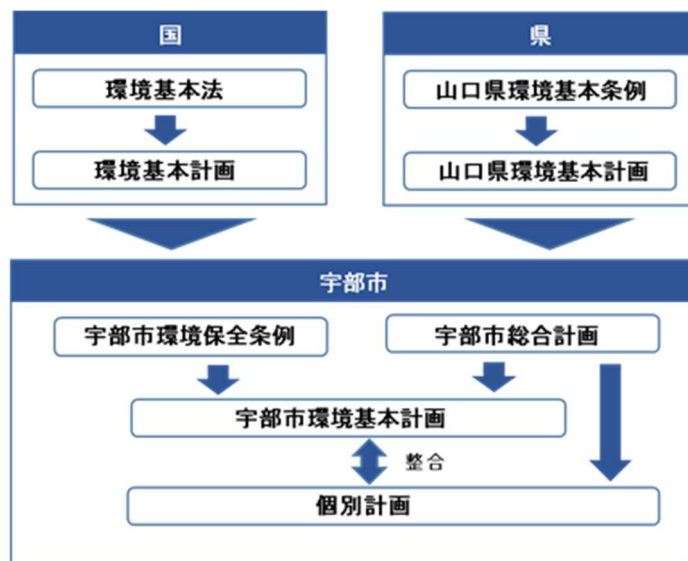 国
環境基本法
環境基本計画
県
山口県環境基本条例
山口県環境基本計画
宇部市
宇部市環境保全条例
宇部市総合計画
宇部市環境基本計画
整合
個別計画